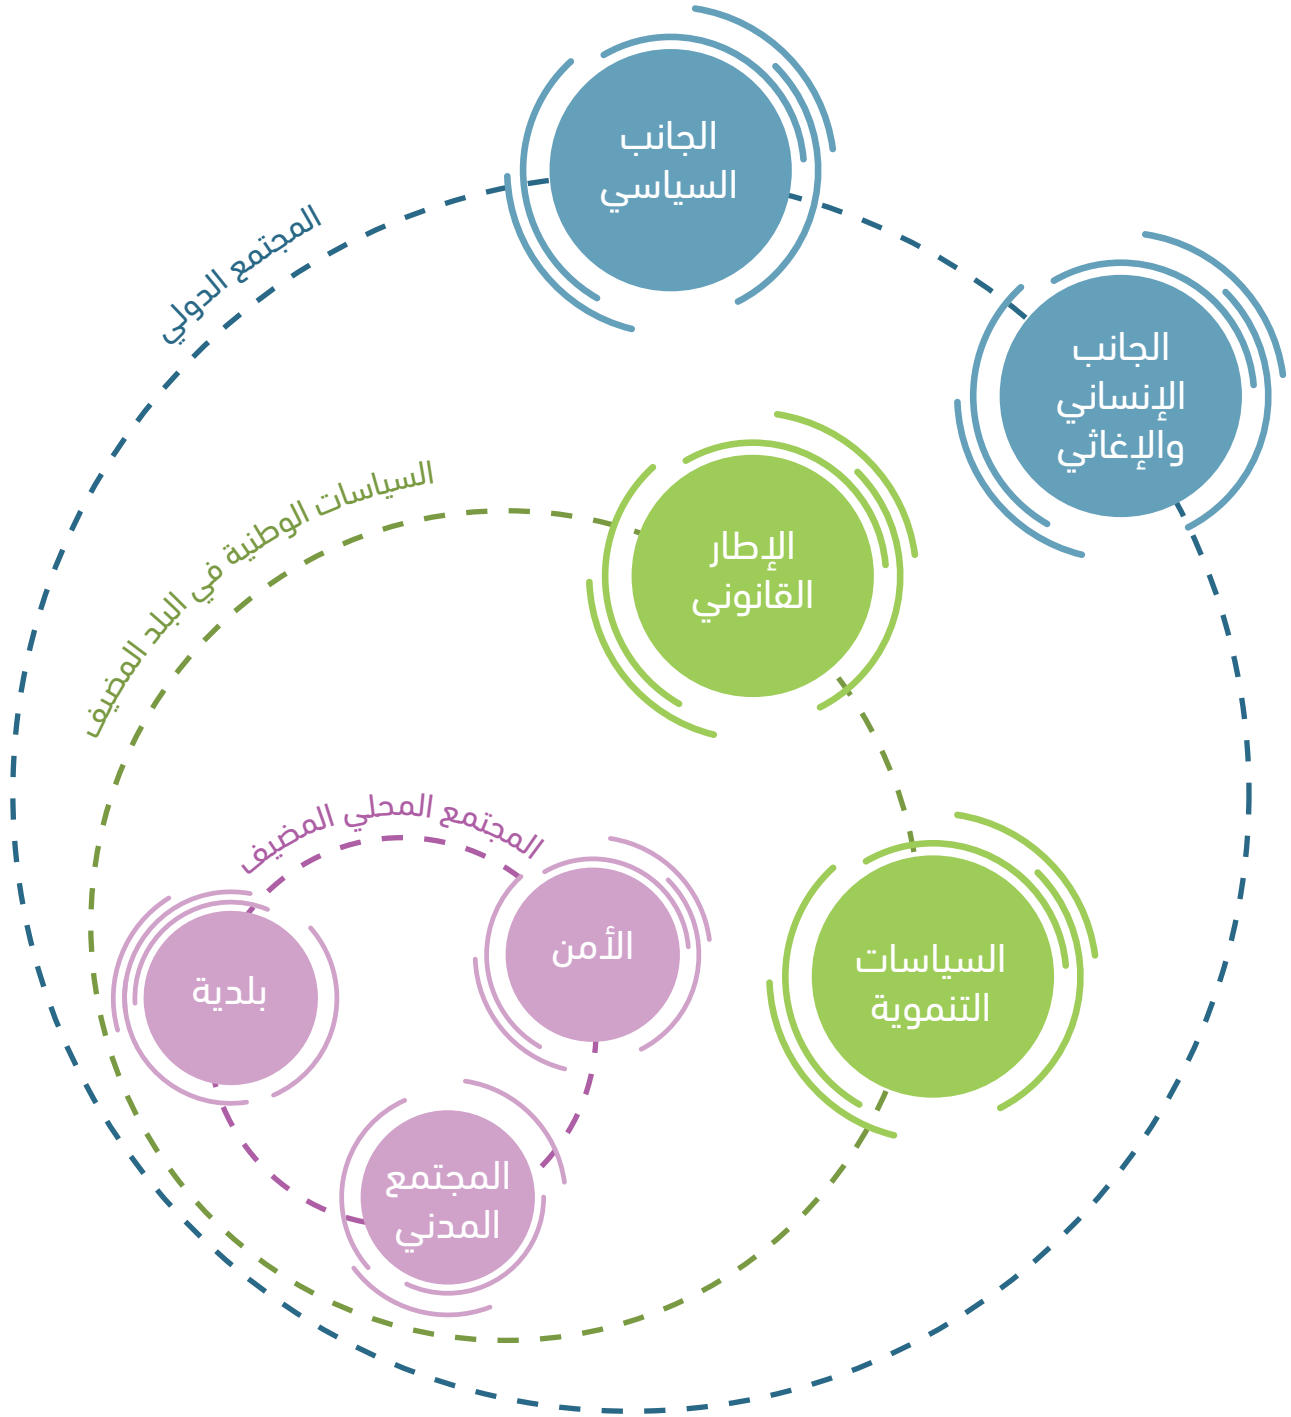 الجانب
السياسي
المجتمع الدولي
الجانب
الإنساني
والإغاثي
السياسات الوطنية في البلد المضيف
الإطار
القانوني
المجتمع المحلي المضيف
الأمن
السياسات
التنموية
بلدية
المجتمع
المدني